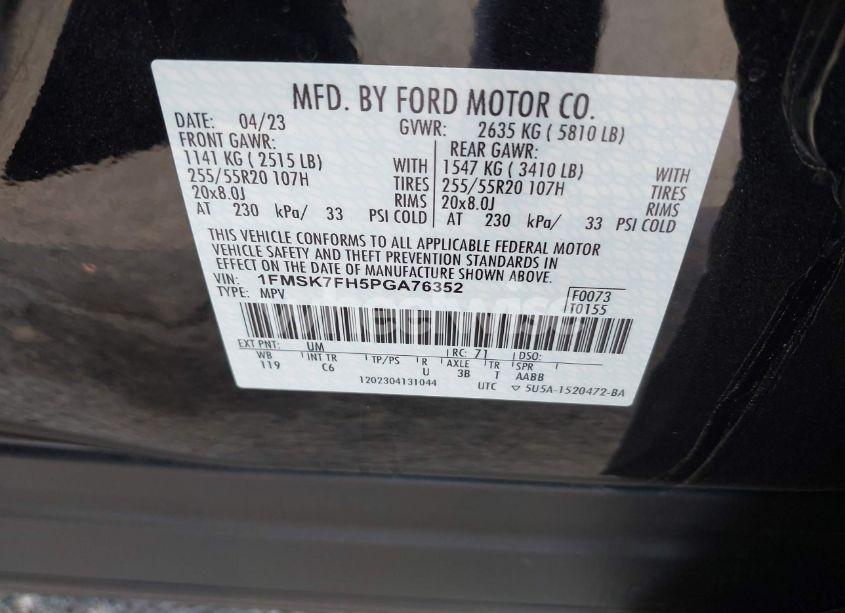 MFD. BY FORD MOTOR CO.
DATE: 04/23 GVWR: 2635 KG ( 5810 LB)
FRONT GAWR: REAR GAWR:
1141 KG ( 2515 LB) WITH 1547 KG ( 3410 LB) WITH
255/55R20 107H TIRES 255/55R20 107H TIRES
20x8.0J RIMS 20x8.0J RIMS
AT 230 kPa/ 33 PSI COLD AT 230 kPa/ 33 PSI COLD
THIS VEHICLE CONFORMS TO ALL APPLICABLE FEDERAL MOTOR
VEHICLE SAFETY AND THEFT PREVENTION STANDARDS IN
EFFECT ON THE DATE OF MANUFACTURE SHOWN ABOVE.
VIN: 1FMSK7FH5PGA76352 F0073
TYPE: MPV T0155
EXT PNT: UM RC: 71 DSO:
WB INT TR TP/PS R AXLE TR SPR
119 C6 U 3B T AABB
1202304131044 UTC ▽ 5U5A-1520472-BA